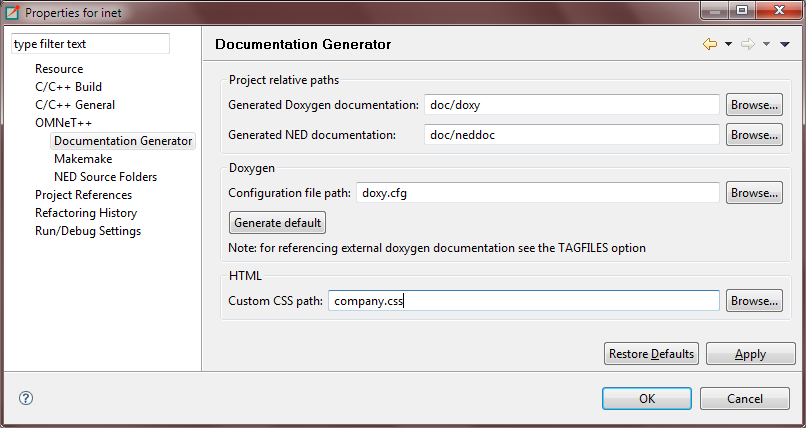 Properties for inet
type filter text
Resource
C/C++ Build
C/C++ General
OMNeT++
Documentation Generator
Makemake
NED Source Folders
Project References
Refactoring History
Run/Debug Settings
Documentation Generator
Project relative paths
Generated Doxygen documentation: doc/doxy Browse...
Generated NED documentation: doc/neddoc Browse...
Doxygen
Configuration file path: doxy.cfg Browse...
Generate default
Note: for referencing external doxygen documentation see the TAGFILES option
HTML
Custom CSS path: company.css Browse...
Restore Defaults Apply
? OK Cancel